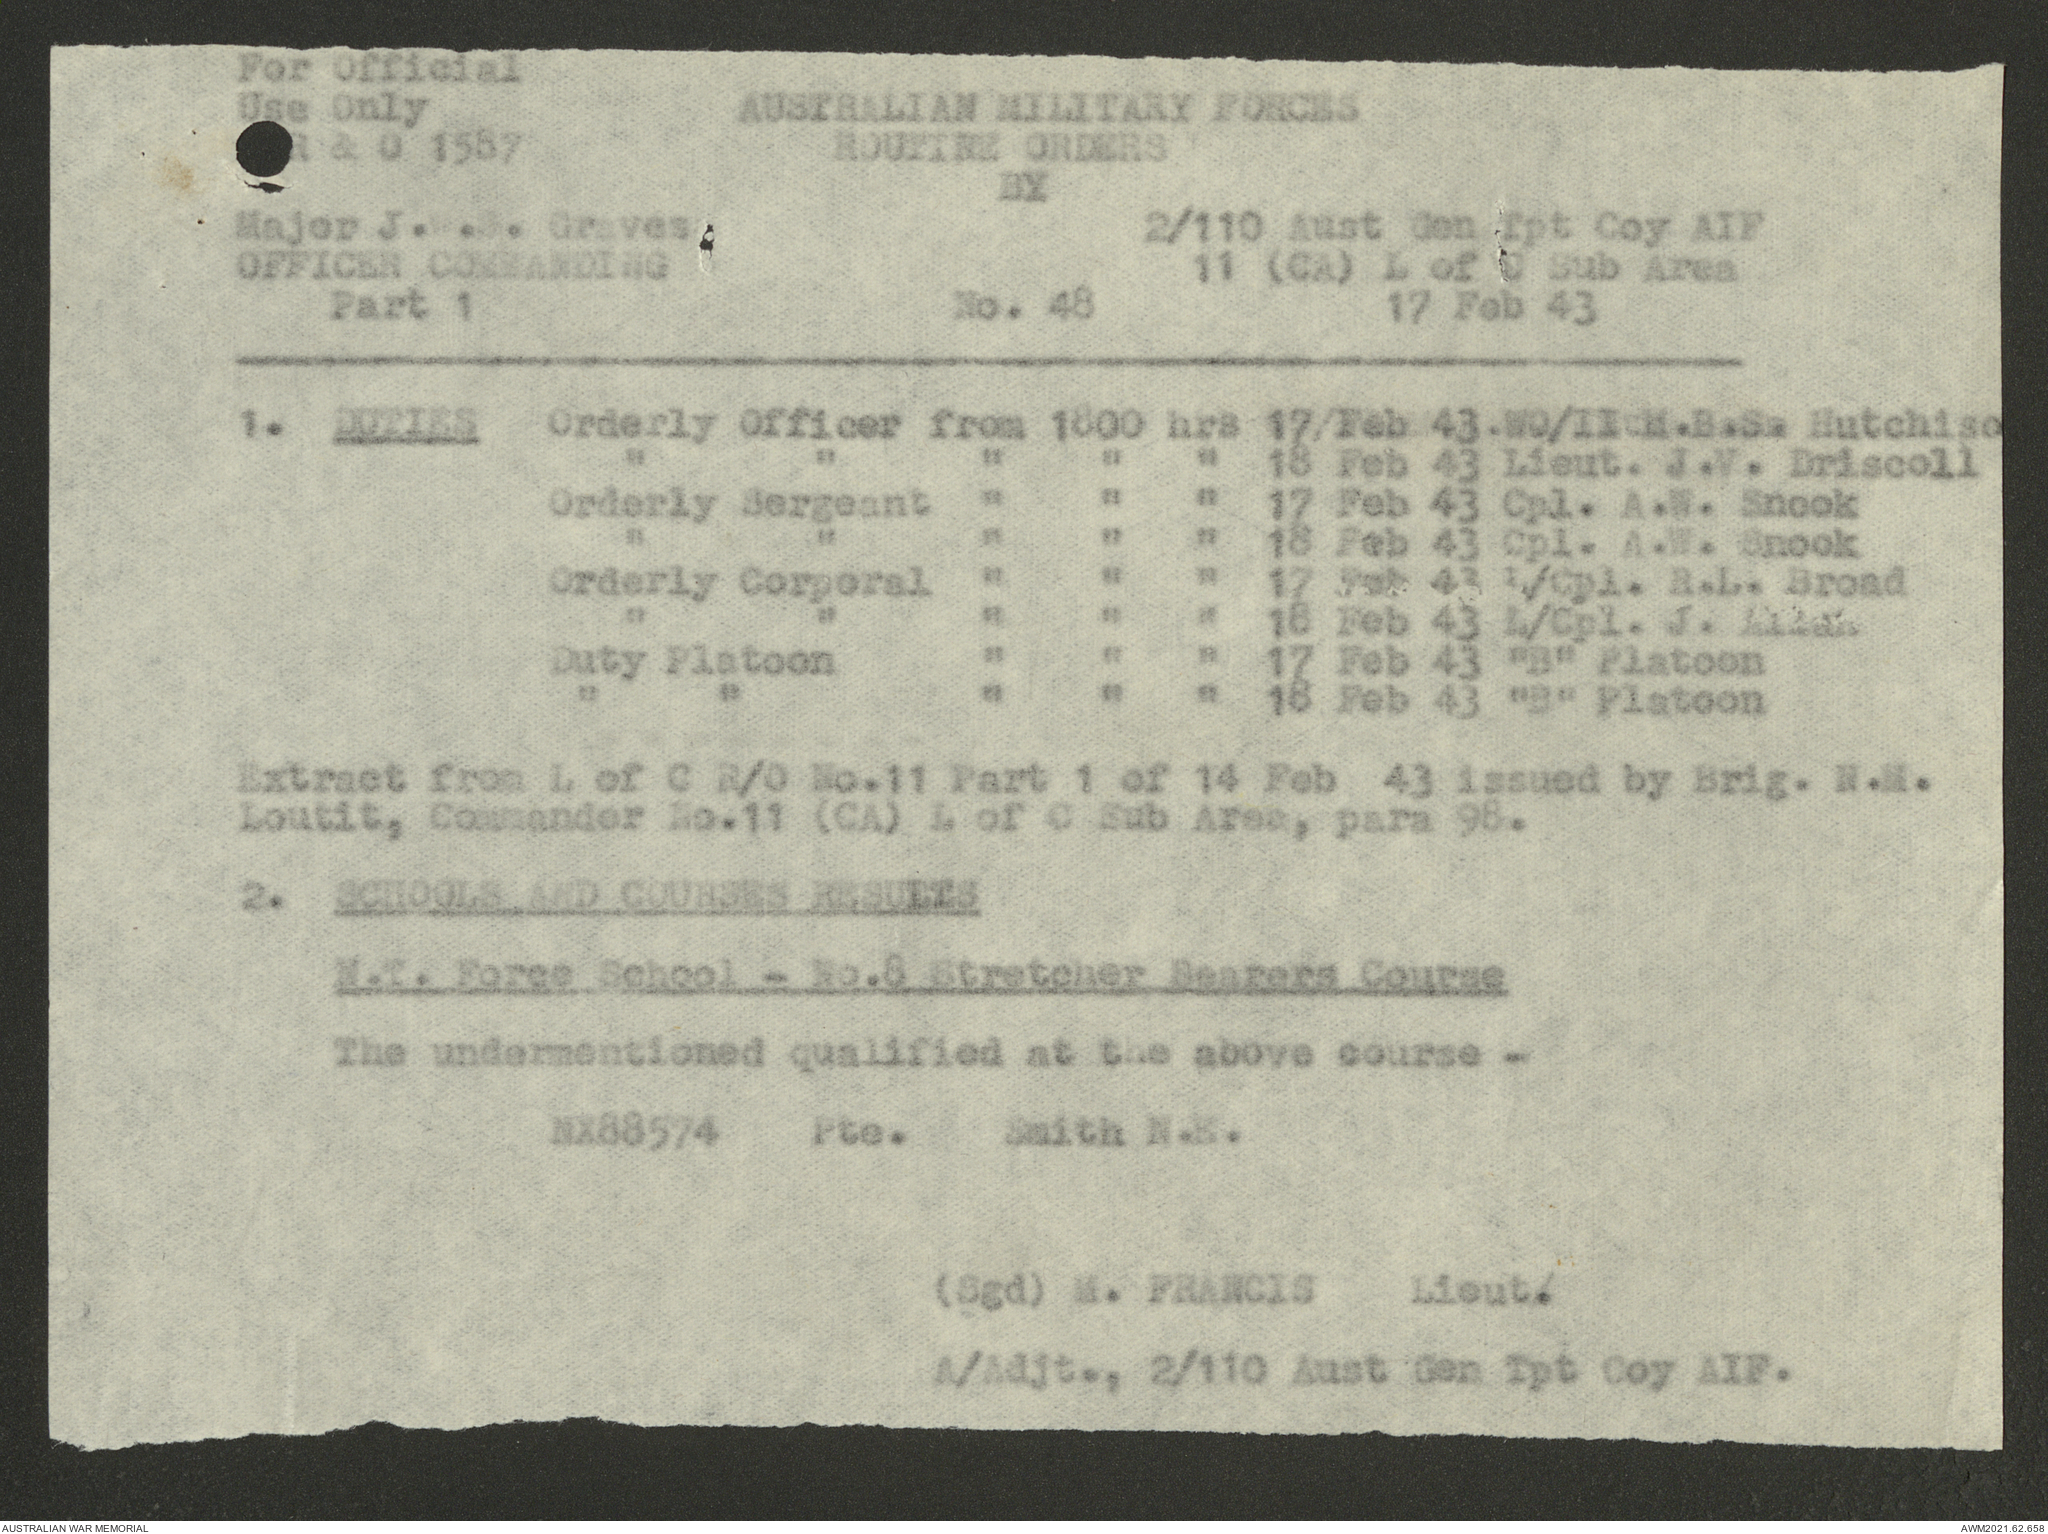 For Official
Use Only
R & O 1587
AUSTRALIAN MILITARY FORCES
ROUTINE ORDERS
BY
Major J. . . Graves
OFFICER COMMANDING
Part 1
No. 48
2/110 Aust Gen Tpt Coy AIF
11 (CA) L of C Sub Area
17 Feb 43
1. DUTIES Orderly Officer from 1800 hrs 17/Feb 43.WO/II M.B.S. Hutchiso
" " " " " 18 Feb 43 Lieut. J.V. Driscoll
Orderly Sergeant " " " 17 Feb 43 Cpl. A.W. Snook
" " " " " 18 Feb 43 Cpl. A.W. Snook
Orderly Corporal " " " 17 Feb 43 L/Cpl. R.L. Broad
" " " " " 18 Feb 43 L/Cpl. J. Allan
Duty Platoon " " " 17 Feb 43 "B" Platoon
" " " " " 18 Feb 43 "B" Platoon
Extract from L of C R/O No.11 Part 1 of 14 Feb 43 issued by Brig. N.M.
Loutit, Commander No.11 (CA) L of C Sub Area, para 98.
2. SCHOOLS AND COURSES RESULTS
N.T. Force School - No.8 Stretcher Bearers Course
The undermentioned qualified at the above course -
NX88574 Pte. Smith N.E.
(Sgd) M. FRANCIS Lieut.
A/Adjt., 2/110 Aust Gen Tpt Coy AIF.
AUSTRALIAN WAR MEMORIAL
AWM2021.62.658